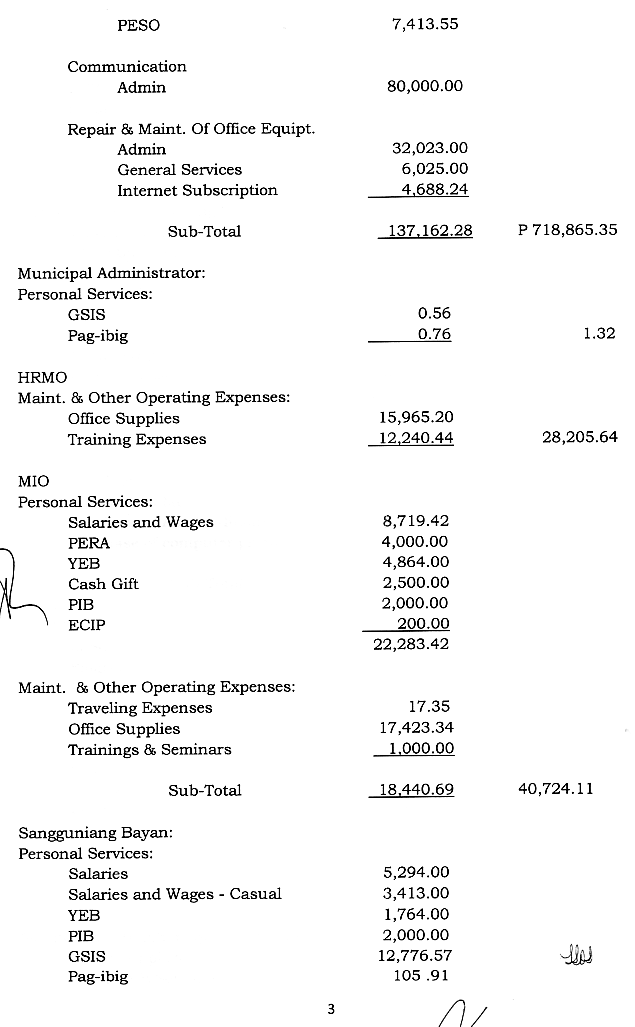 PESO 7,413.55
Communication
Admin 80,000.00
Repair & Maint. Of Office Equipt.
Admin 32,023.00
General Services 6,025.00
Internet Subscription 4,688.24
Sub-Total 137,162.28 P 718,865.35
Municipal Administrator:
Personal Services:
GSIS 0.56
Pag-ibig 0.76 1.32
HRMO
Maint. & Other Operating Expenses:
Office Supplies 15,965.20
Training Expenses 12,240.44 28,205.64
MIO
Personal Services:
Salaries and Wages 8,719.42
PERA 4,000.00
YEB 4,864.00
Cash Gift 2,500.00
PIB 2,000.00
ECIP 200.00
22,283.42
Maint. & Other Operating Expenses:
Traveling Expenses 17.35
Office Supplies 17,423.34
Trainings & Seminars 1,000.00
Sub-Total 18,440.69 40,724.11
Sangguniang Bayan:
Personal Services:
Salaries 5,294.00
Salaries and Wages - Casual 3,413.00
YEB 1,764.00
PIB 2,000.00
GSIS 12,776.57
Pag-ibig 105 .91
3